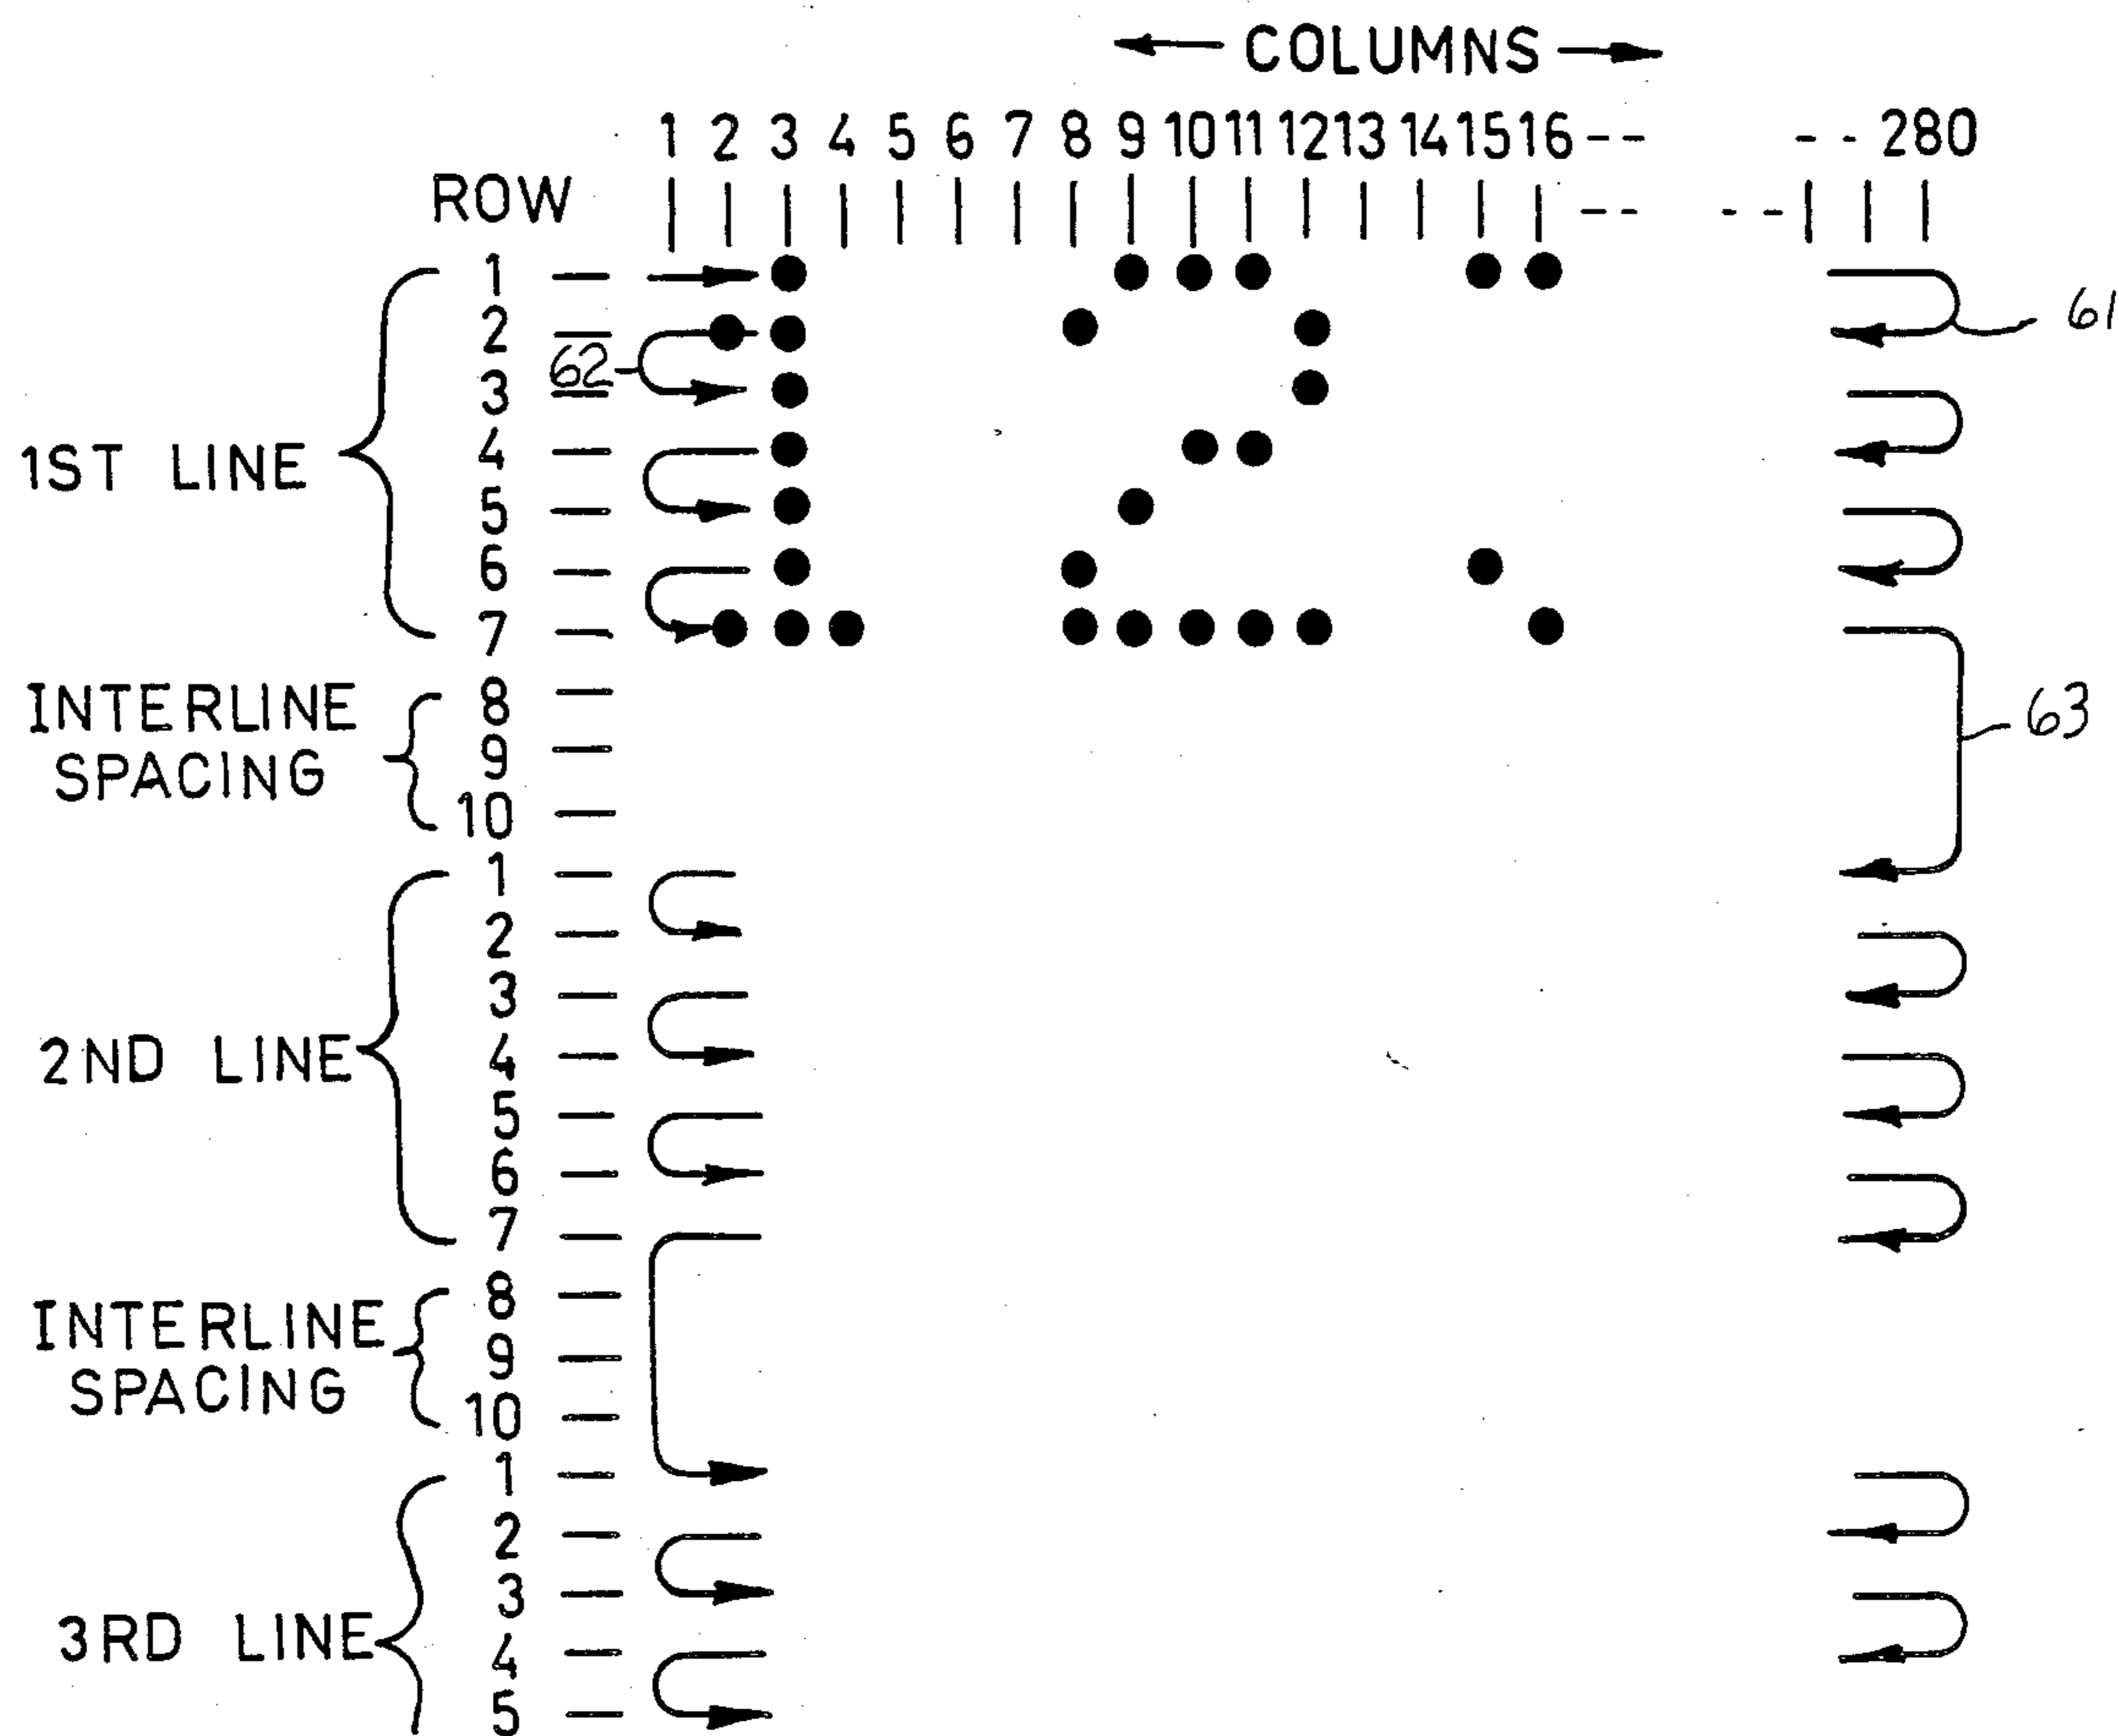 ← COLUMNS →
1 2 3 4 5 6 7 8 9 10 11 12 13 14 15 16 -- -- 280
ROW
1
2
62
3
4
5
6
7
1ST LINE
61
INTERLINE
SPACING
8
9
10
63
1
2
3
4
5
6
7
2ND LINE
INTERLINE
SPACING
8
9
10
1
2
3
4
5
3RD LINE